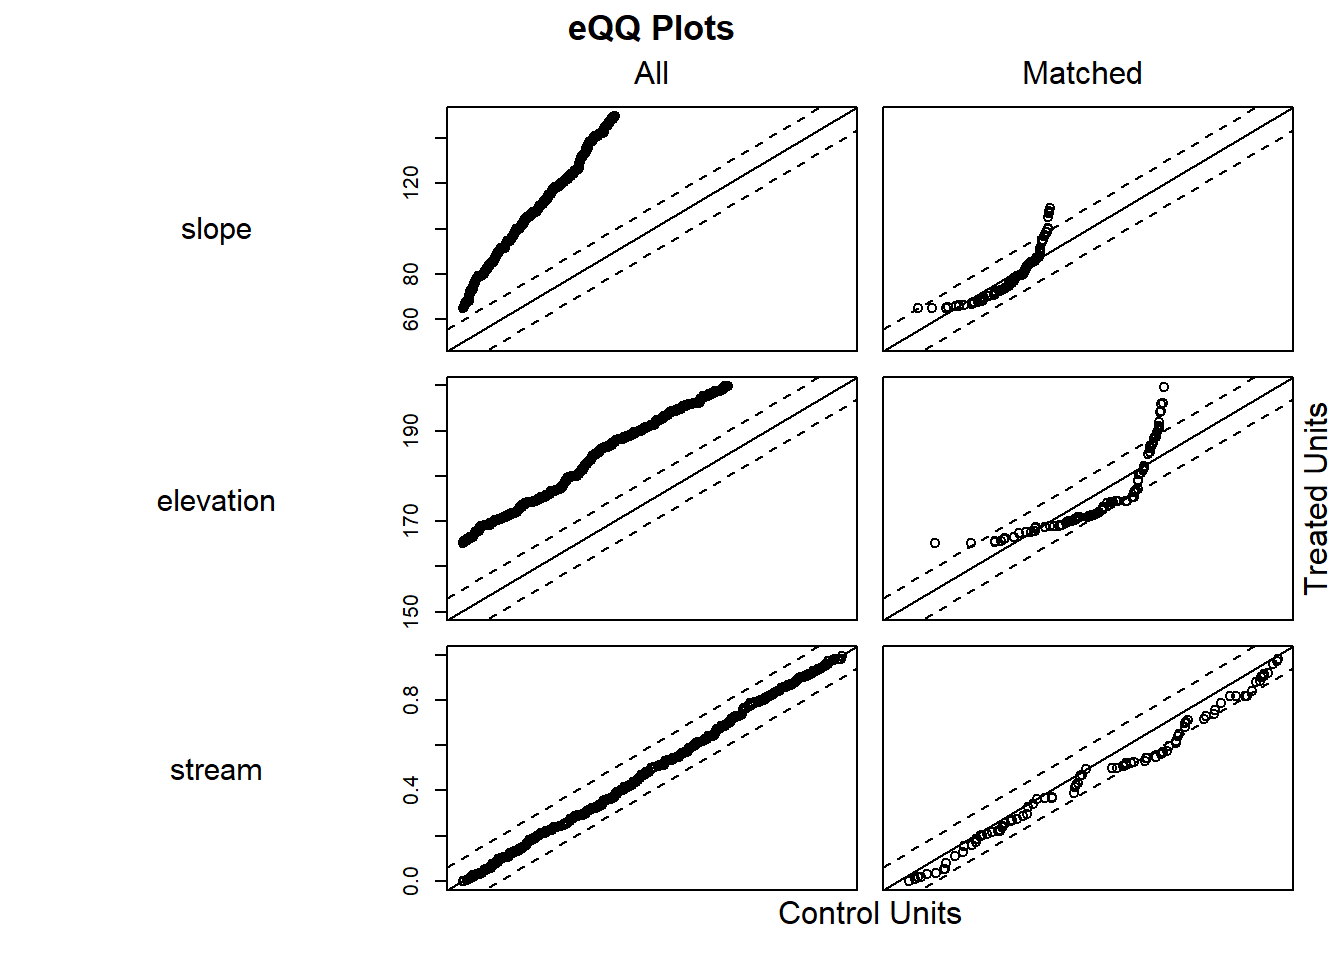 eQQ Plots
All
Matched
slope
120
80
60
elevation
190
170
150
stream
0.8
0.4
0.0
Treated Units
Control Units